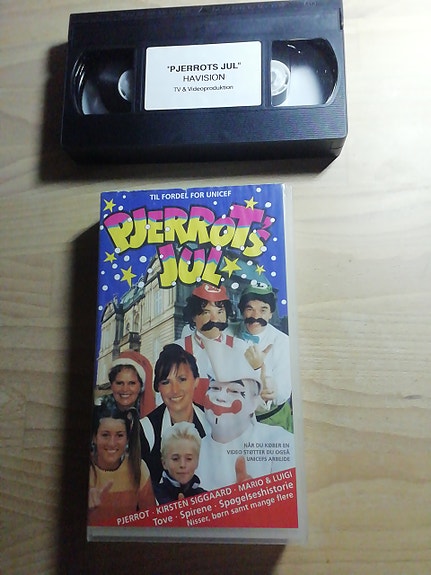 "PJERROTS JUL"
HAVISION
TV & Videoproduktion
TIL FORDEL FOR UNICEF
PJERROT'S
JUL
NÅR DU KØBER EN
VIDEO STØTTER DU OGSÅ
UNICEFS ARBEJDE
PJERROT · KIRSTEN SIGGAARD · MARIO & LUIGI
Tove · Spirene · Spøgelseshistorie
Nisser, børn samt mange flere